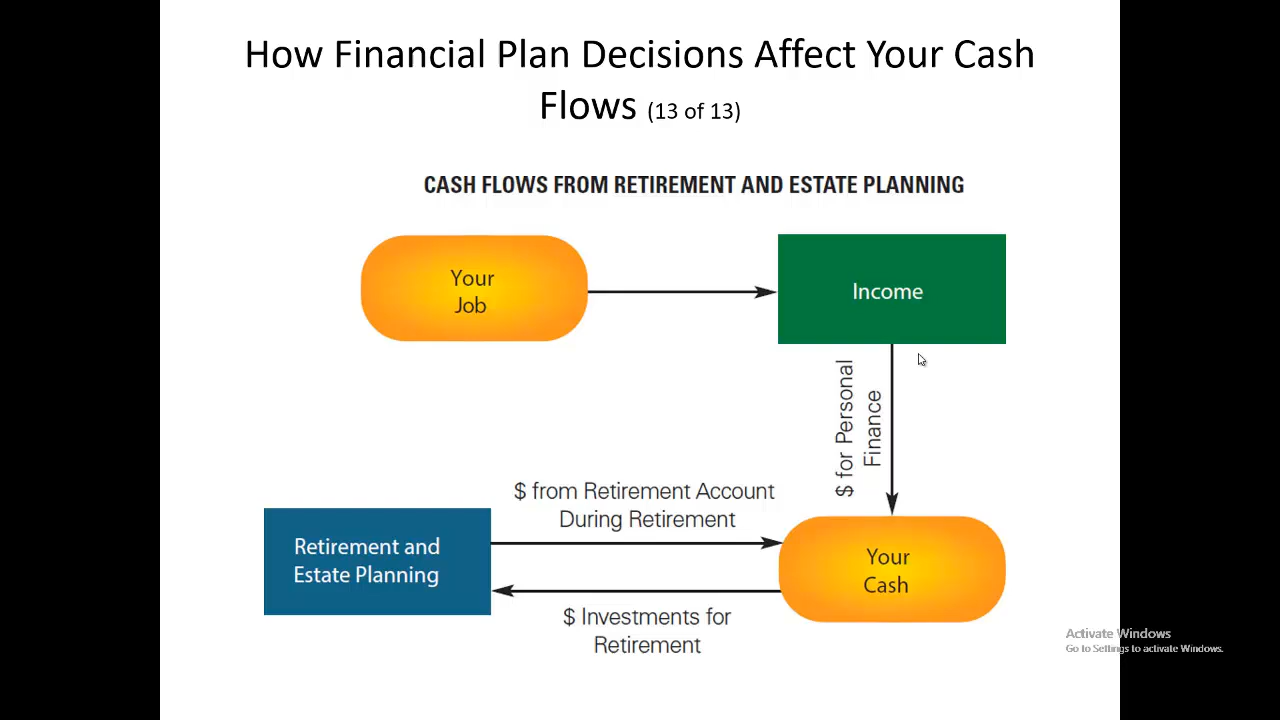 How Financial Plan Decisions Affect Your Cash
Flows (13 of 13)
CASH FLOWS FROM RETIREMENT AND ESTATE PLANNING
Your
Job
Income
$ for Personal
Finance
$ from Retirement Account
During Retirement
Retirement and
Estate Planning
Your
Cash
$ Investments for
Retirement
Activate Windows
Go to Settings to activate Windows.